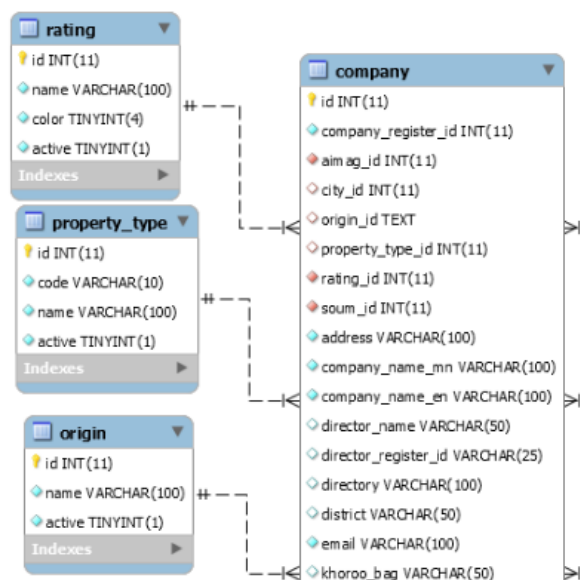 rating
id INT(11)
name VARCHAR(100)
color TINYINT(4)
active TINYINT(1)
Indexes
property_type
id INT(11)
code VARCHAR(10)
name VARCHAR(100)
active TINYINT(1)
Indexes
origin
id INT(11)
name VARCHAR(100)
active TINYINT(1)
Indexes
company
id INT(11)
company_register_id INT(11)
aimag_id INT(11)
city_id INT(11)
origin_id TEXT
property_type_id INT(11)
rating_id INT(11)
soum_id INT(11)
address VARCHAR(100)
company_name_mn VARCHAR(100)
company_name_en VARCHAR(100)
director_name VARCHAR(50)
director_register_id VARCHAR(25)
directory VARCHAR(100)
district VARCHAR(50)
email VARCHAR(100)
khoroo_bag VARCHAR(50)